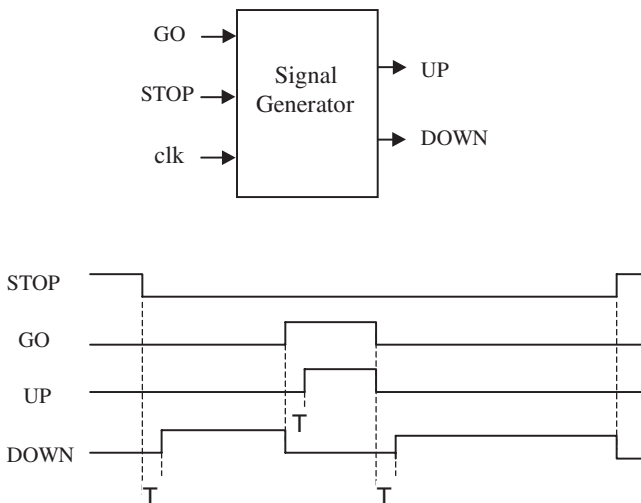 GO
STOP
clk
Signal
Generator
UP
DOWN
STOP
GO
UP
T
DOWN
T
T